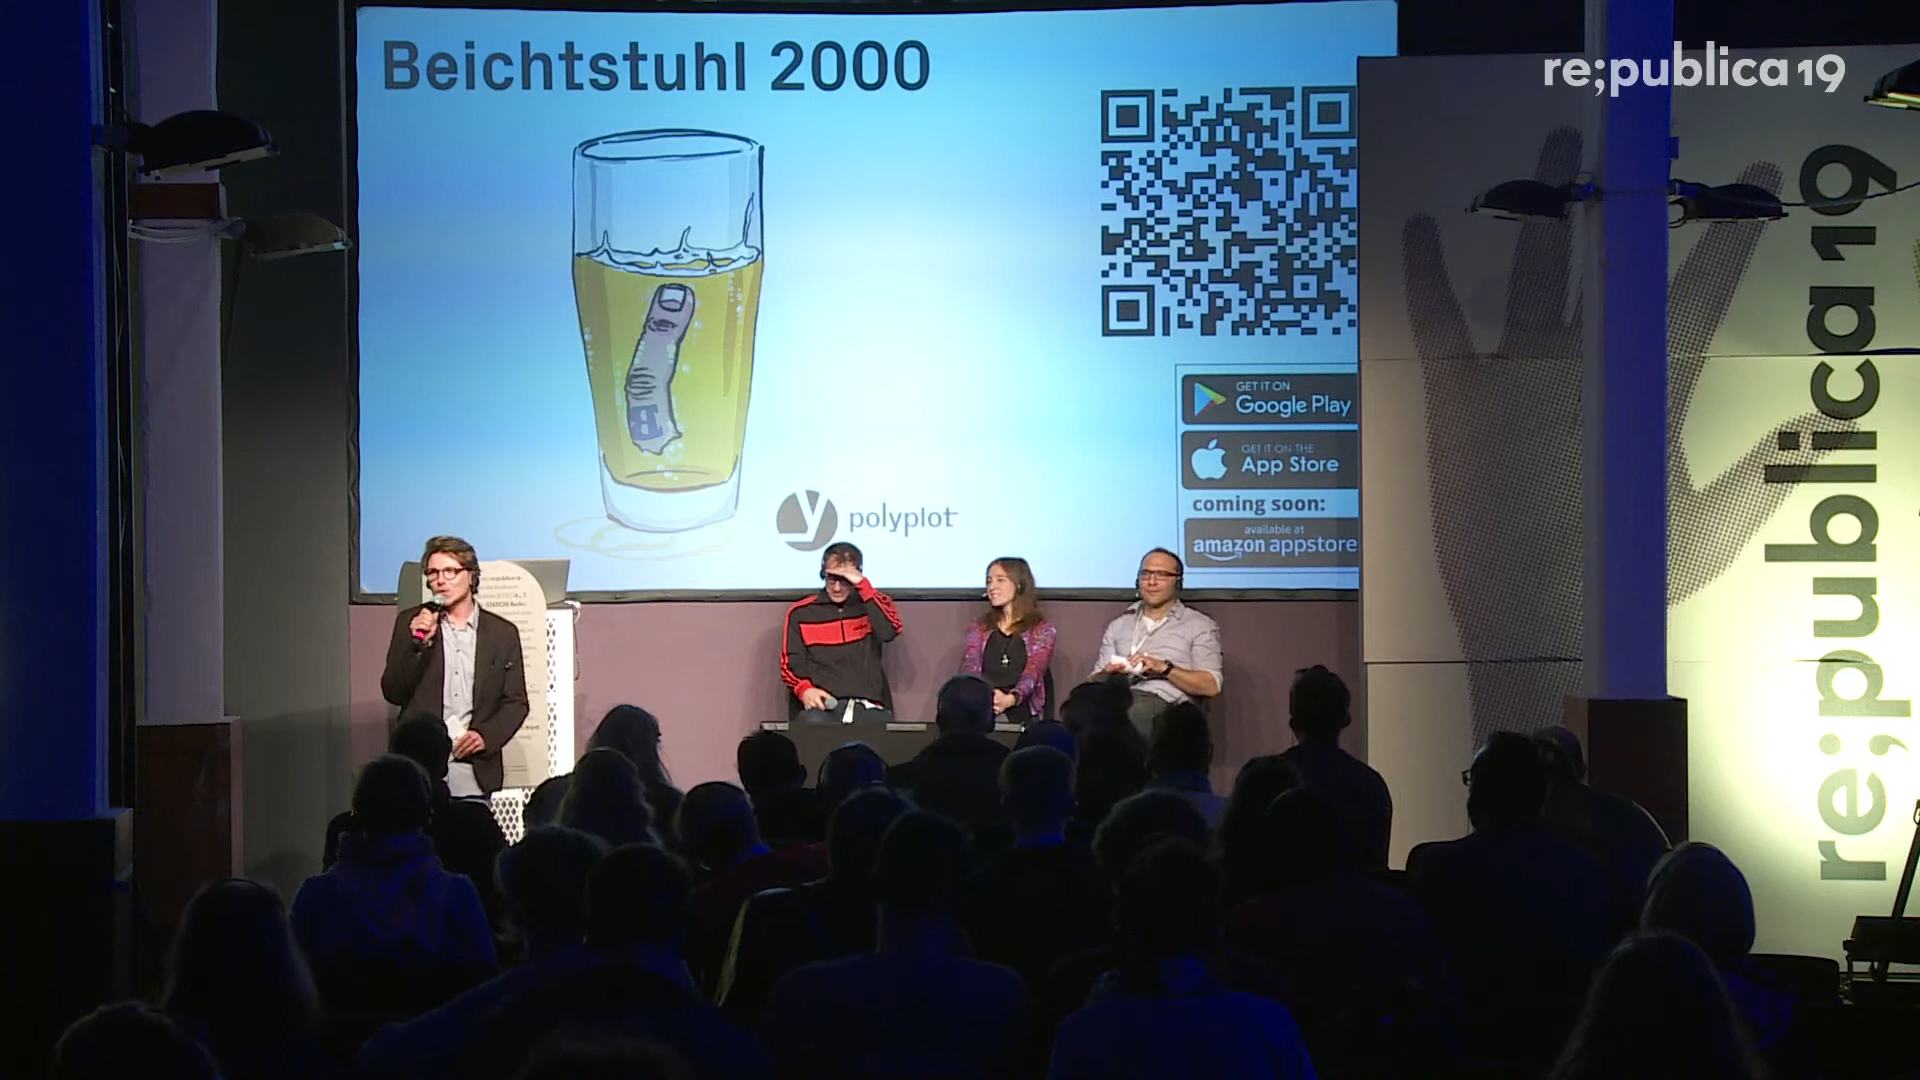 Beichtstuhl 2000
re;publica 19
GET IT ON
Google Play
GET IT ON THE
App Store
coming soon:
available at
amazon appstore
y polyplot
re;publica 19